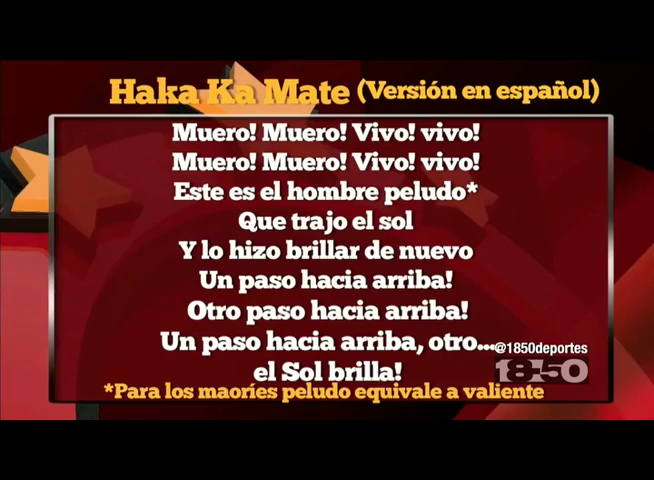 Haka Ka Mate (Versión en español)
Muero! Muero! Vivo! vivo!
Muero! Muero! Vivo! vivo!
Este es el hombre peludo*
Que trajo el sol
Y lo hizo brillar de nuevo
Un paso hacia arriba!
Otro paso hacia arriba!
Un paso hacia arriba, otro...
el Sol brilla!
@1850deportes
18:50
*Para los maoríes peludo equivale a valiente